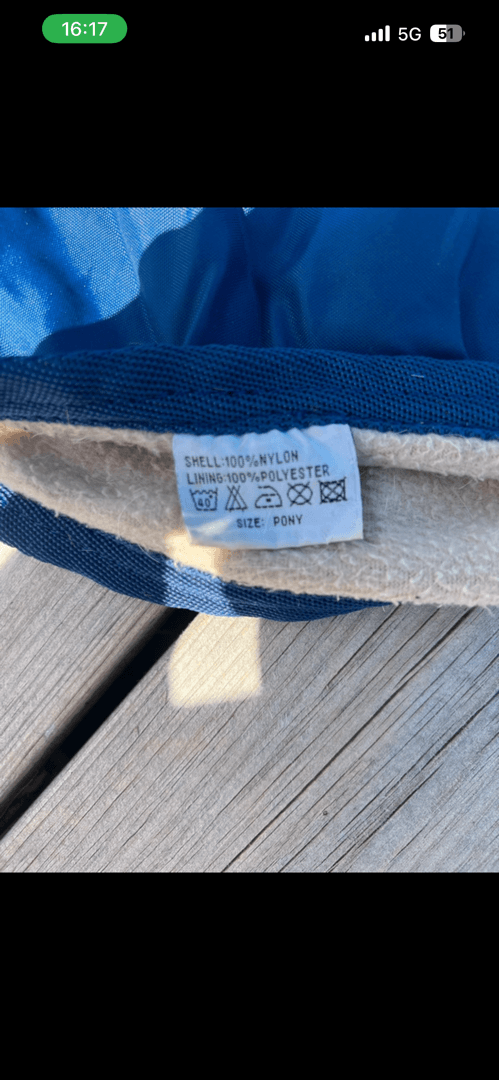 16:17
5G
51
SHELL:100%NYLON
LINING:100%POLYESTER
40°
SIZE: PONY